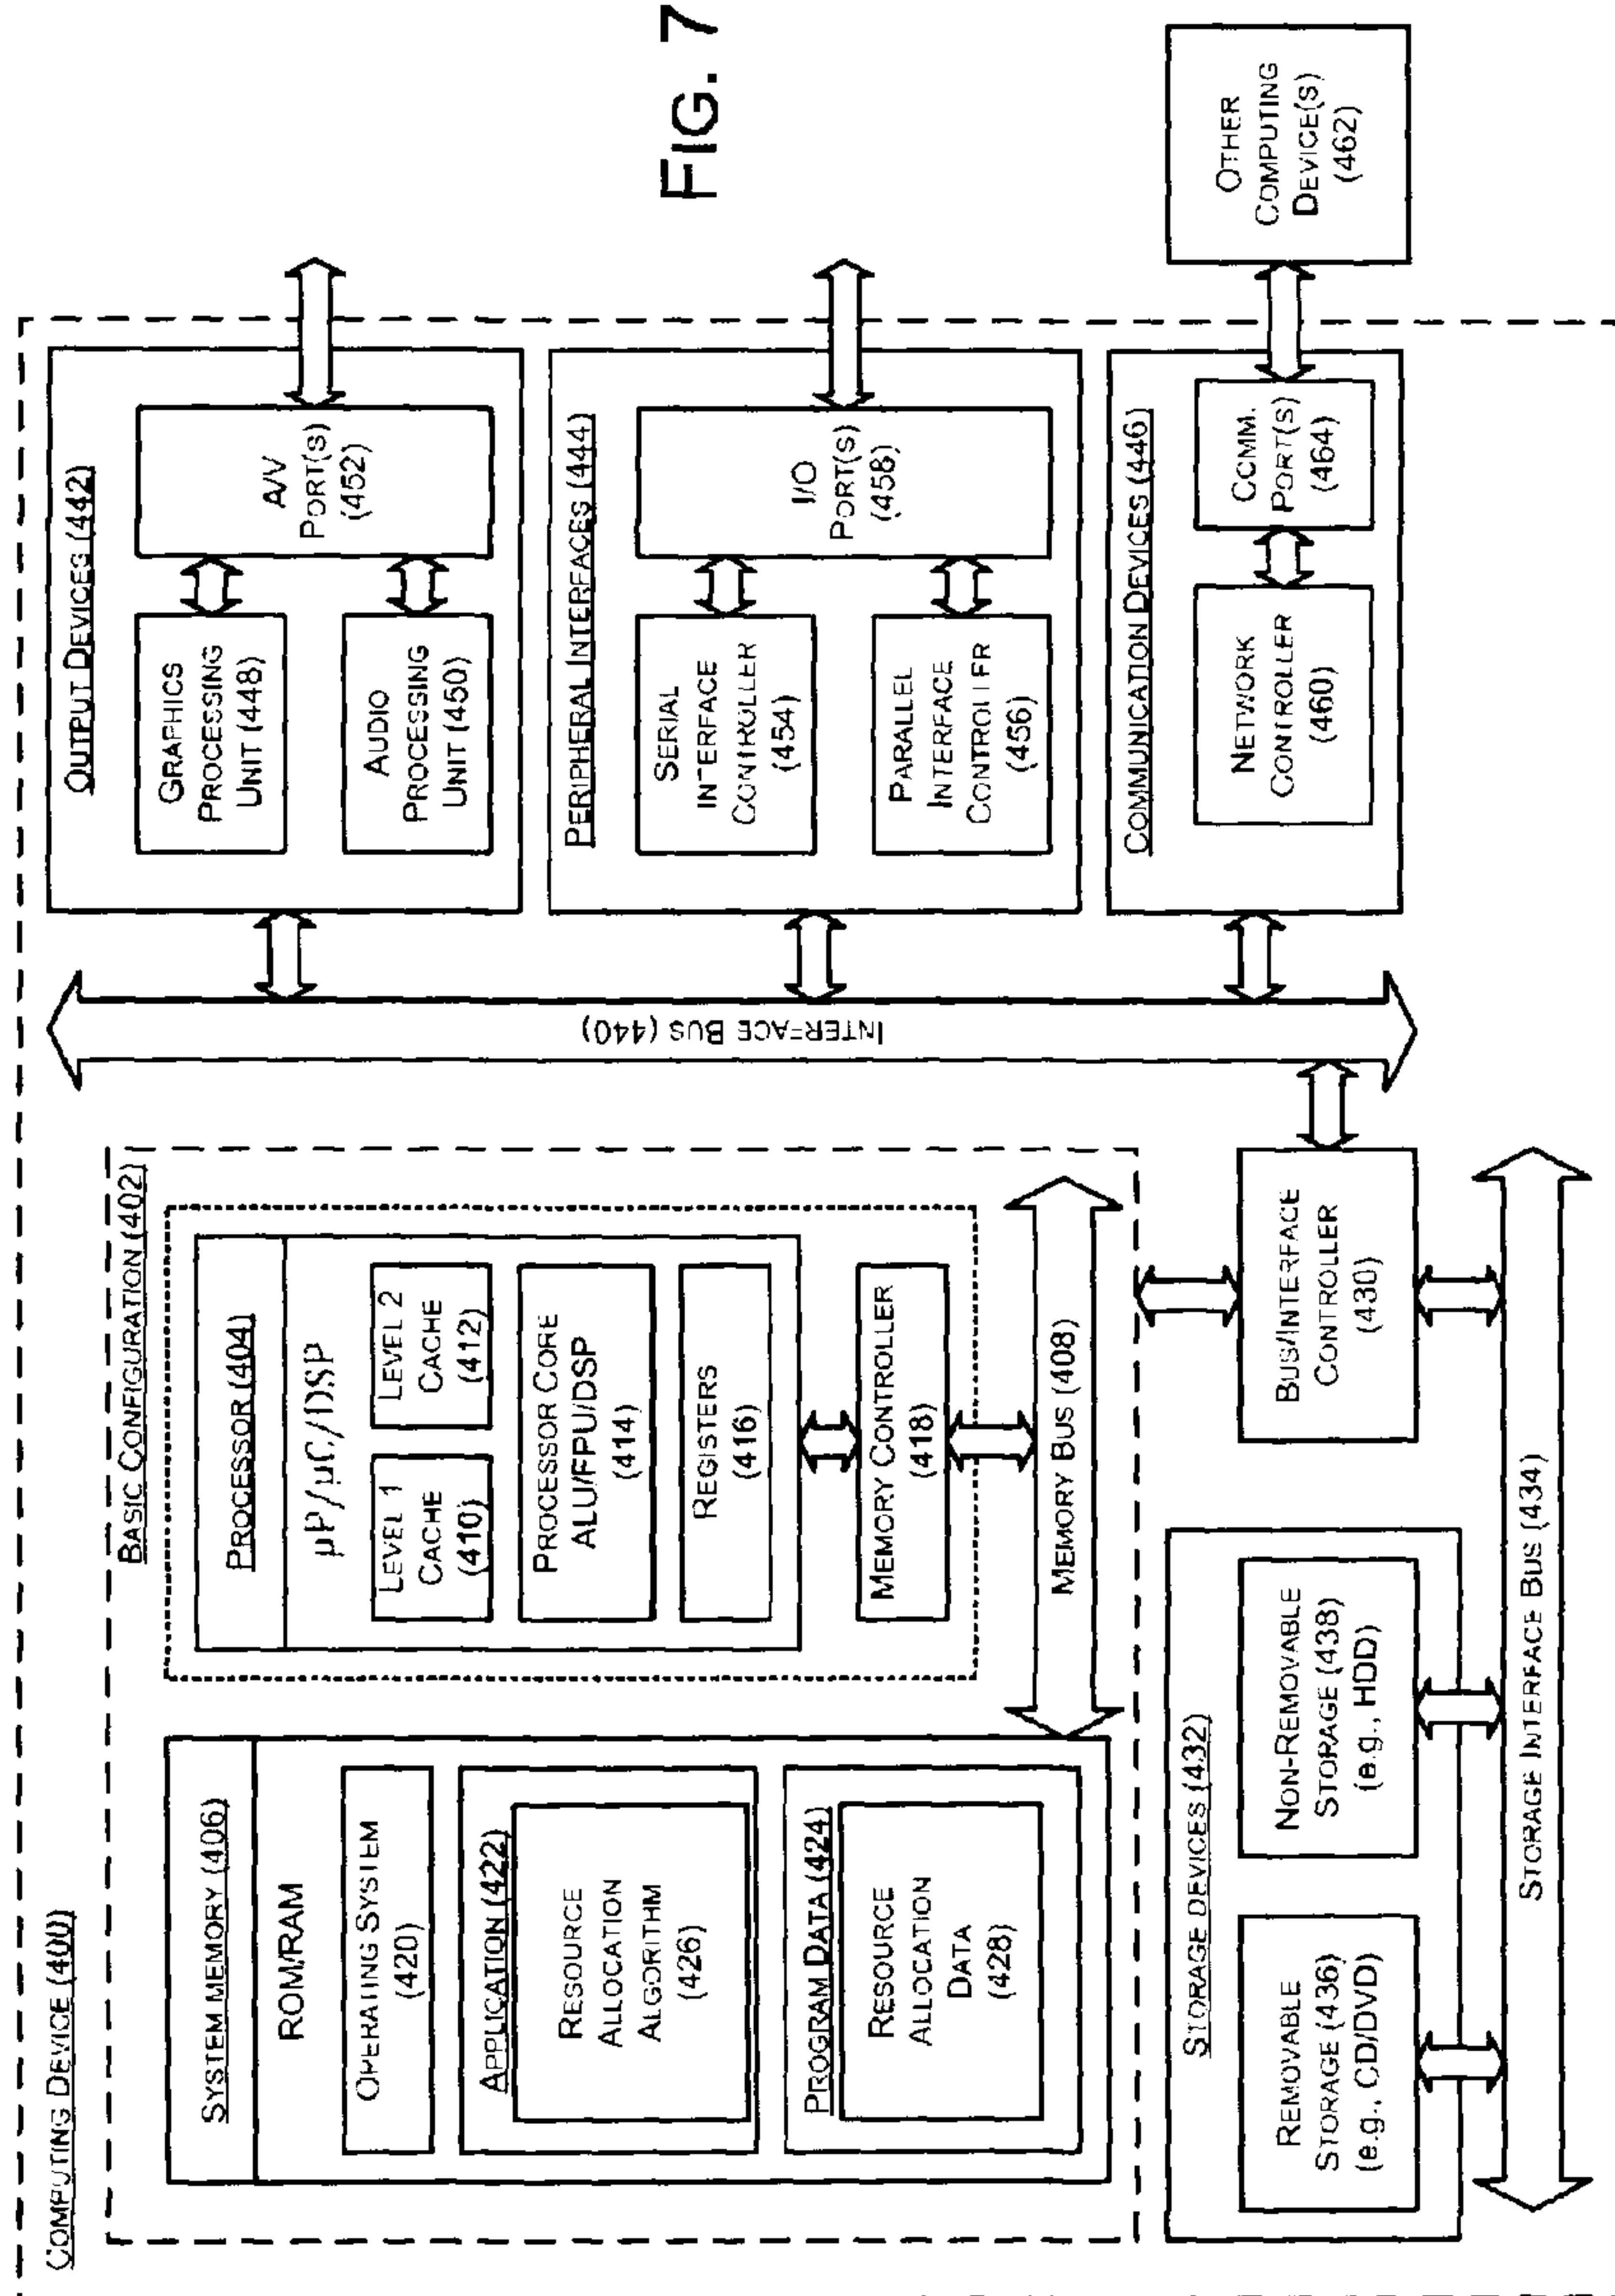 COMPUTING DEVICE (400)
BASIC CONFIGURATION (402)
SYSTEM MEMORY (406)
ROM/RAM
OPERATING SYSTEM
(420)
APPLICATION (422)
RESOURCE
ALLOCATION
ALGORITHM
(426)
PROGRAM DATA (424)
RESOURCE
ALLOCATION
DATA
(428)
PROCESSOR (404)
µP/µC/DSP
LEVEL 1
CACHE
(410)
LEVEL 2
CACHE
(412)
PROCESSOR CORE
ALU/FPU/DSP
(414)
REGISTERS
(416)
MEMORY CONTROLLER
(418)
MEMORY BUS (408)
STORAGE DEVICES (432)
REMOVABLE
STORAGE (436)
(e.g., CD/DVD)
NON-REMOVABLE
STORAGE (438)
(e.g., HDD)
BUS/INTERFACE
CONTROLLER
(430)
STORAGE INTERFACE BUS (434)
INTERFACE BUS (440)
OUTPUT DEVICES (442)
GRAPHICS
PROCESSING
UNIT (448)
AUDIO
PROCESSING
UNIT (450)
A/V
PORT(S)
(452)
PERIPHERAL INTERFACES (444)
SERIAL
INTERFACE
CONTROLLER
(454)
PARALLEL
INTERFACE
CONTROLLER
(456)
I/O
PORT(S)
(458)
COMMUNICATION DEVICES (446)
NETWORK
CONTROLLER
(460)
COMM.
PORT(S)
(464)
OTHER
COMPUTING
DEVICE(S)
(462)
FIG. 7